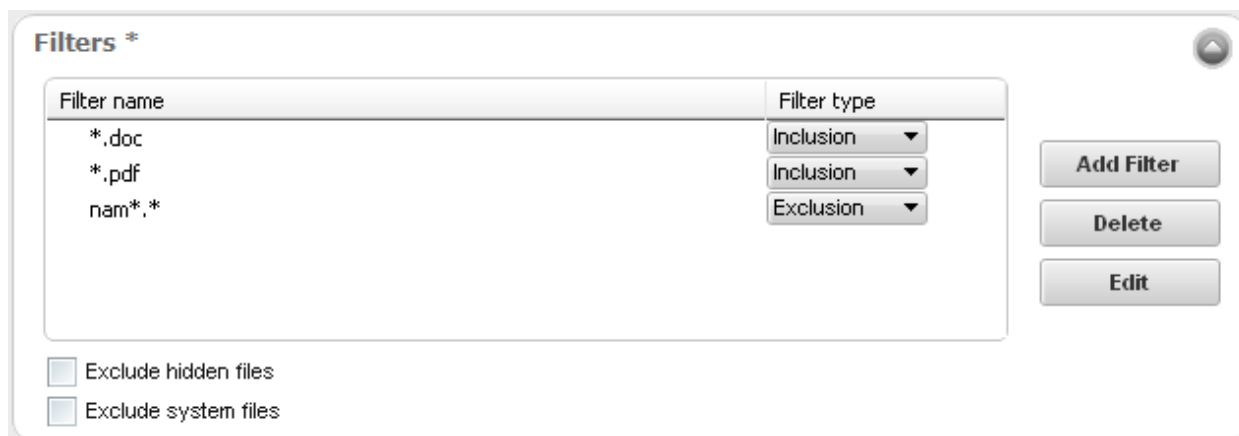 Filters *
Filter name Filter type
*.doc Inclusion
*.pdf Inclusion
nam*.* Exclusion
Add Filter
Delete
Edit
Exclude hidden files
Exclude system files